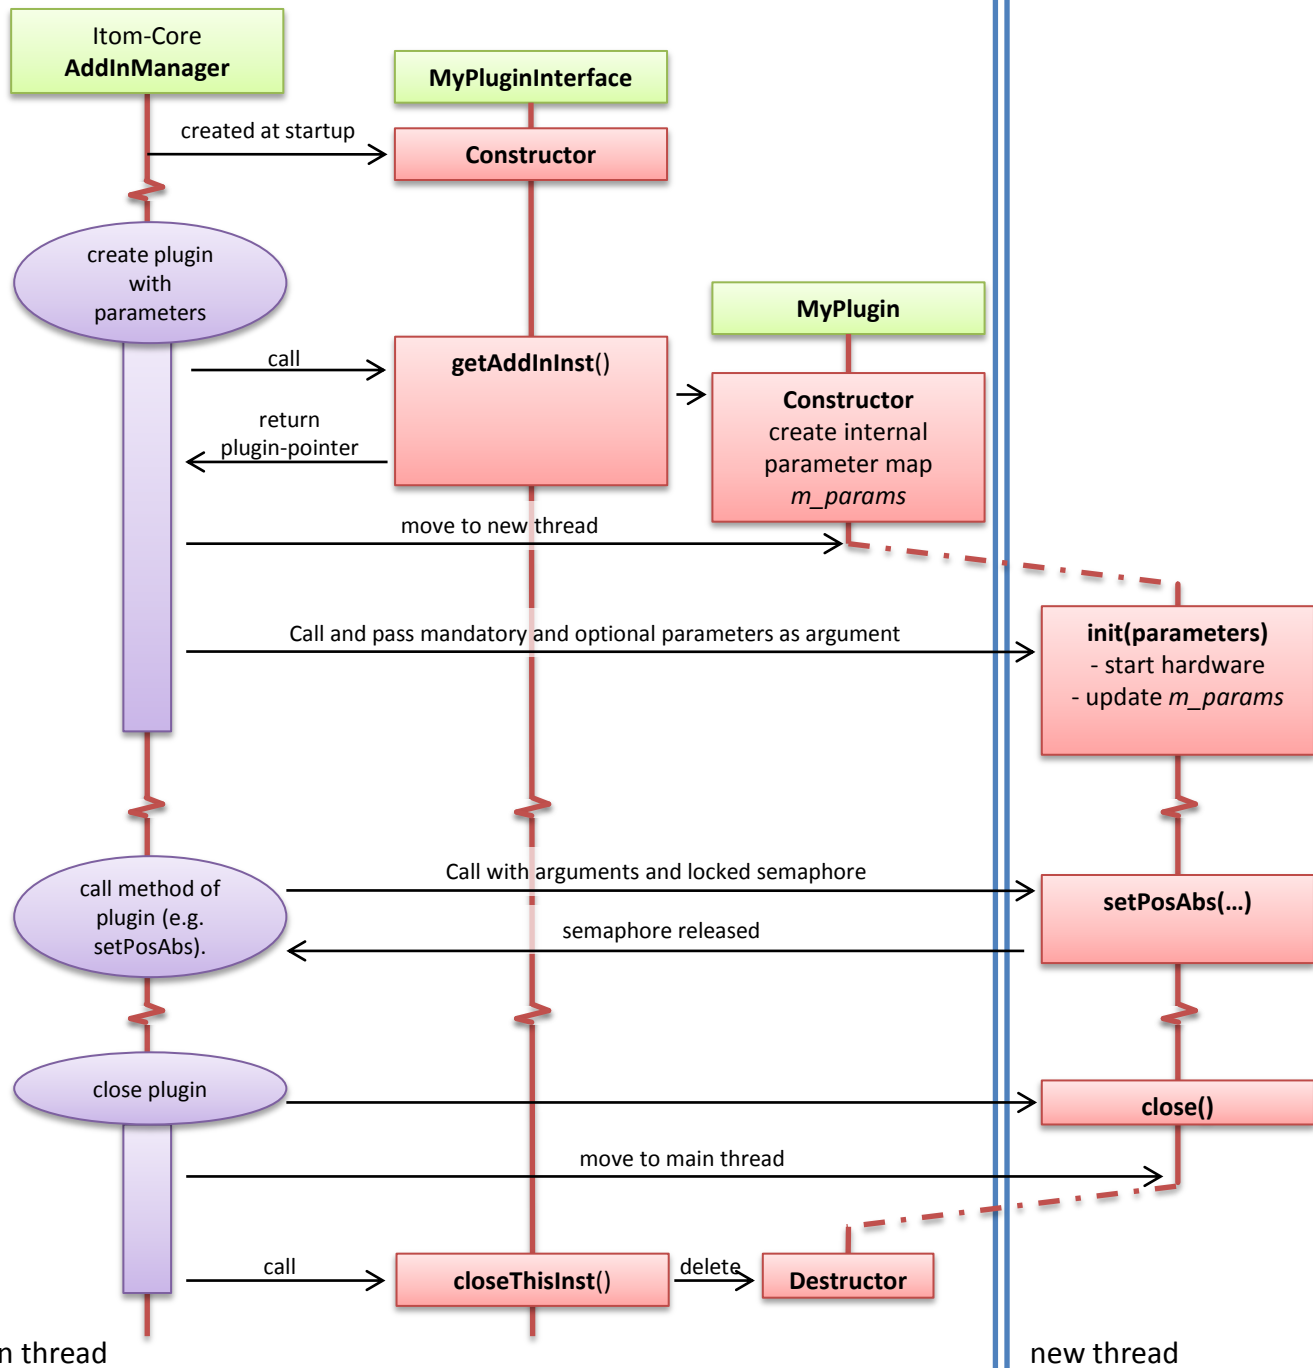 Itom-Core
AddInManager
MyPluginInterface
created at startup
Constructor
create plugin
with
parameters
MyPlugin
call
getAddInInst()
return
plugin-pointer
Constructor
create internal
parameter map
m_params
move to new thread
Call and pass mandatory and optional parameters as argument
init(parameters)
- start hardware
- update m_params
call method of
plugin (e.g.
setPosAbs).
Call with arguments and locked semaphore
setPosAbs(...)
semaphore released
close plugin
close()
move to main thread
call
closeThisInst()
delete
Destructor
n thread
new thread